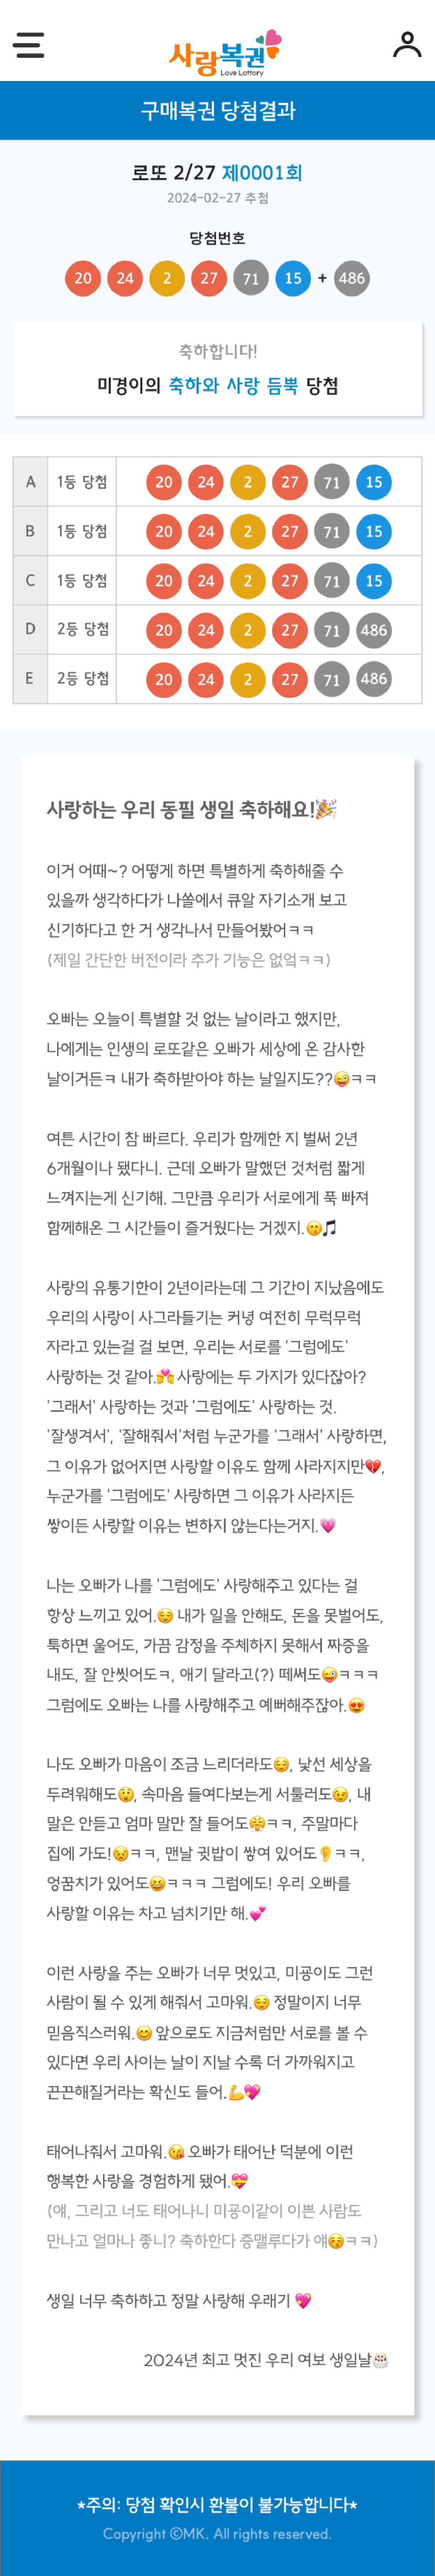 사랑복권
Love Lottery
구매복권 당첨결과
로또 2/27 제0001회
2024-02-27 추첨
당첨번호
20 24 2 27 71 15 + 486
축하합니다!
미경이의 축하와 사랑 듬뿍 당첨
A 1등 당첨 20 24 2 27 71 15
B 1등 당첨 20 24 2 27 71 15
C 1등 당첨 20 24 2 27 71 15
D 2등 당첨 20 24 2 27 71 486
E 2등 당첨 20 24 2 27 71 486
사랑하는 우리 동필 생일 축하해요!🎉
이거 어때~? 어떻게 하면 특별하게 축하해줄 수
있을까 생각하다가 나쏠에서 큐알 자기소개 보고
신기하다고 한 거 생각나서 만들어봤어ㅋㅋ
(제일 간단한 버전이라 추가 기능은 없엌ㅋㅋ)
오빠는 오늘이 특별할 것 없는 날이라고 했지만,
나에게는 인생의 로또같은 오빠가 세상에 온 감사한
날이거든ㅋ 내가 축하받아야 하는 날일지도??😜ㅋㅋ
여튼 시간이 참 빠르다. 우리가 함께한 지 벌써 2년
6개월이나 됐다니. 근데 오빠가 말했던 것처럼 짧게
느껴지는게 신기해. 그만큼 우리가 서로에게 푹 빠져
함께해온 그 시간들이 즐거웠다는 거겠지.😙🎵
사랑의 유통기한이 2년이라는데 그 기간이 지났음에도
우리의 사랑이 사그라들기는 커녕 여전히 무럭무럭
자라고 있는걸 걸 보면, 우리는 서로를 '그럼에도'
사랑하는 것 같아.💏 사랑에는 두 가지가 있다잖아?
'그래서' 사랑하는 것과 '그럼에도' 사랑하는 것.
'잘생겨서', '잘해줘서'처럼 누군가를 '그래서' 사랑하면,
그 이유가 없어지면 사랑할 이유도 함께 사라지지만💔,
누군가를 '그럼에도' 사랑하면 그 이유가 사라지든
쌓이든 사랑할 이유는 변하지 않는다는거지.💗
나는 오빠가 나를 '그럼에도' 사랑해주고 있다는 걸
항상 느끼고 있어.😌 내가 일을 안해도, 돈을 못벌어도,
툭하면 울어도, 가끔 감정을 주체하지 못해서 짜증을
내도, 잘 안씻어도ㅋ, 애기 달라고(?) 떼써도😜ㅋㅋㅋ
그럼에도 오빠는 나를 사랑해주고 예뻐해주잖아.😍
나도 오빠가 마음이 조금 느리더라도😌, 낯선 세상을
두려워해도😲, 속마음 들여다보는게 서툴러도😉, 내
말은 안듣고 엄마 말만 잘 들어도😤ㅋㅋ, 주말마다
집에 가도!😣ㅋㅋ, 맨날 귓밥이 쌓여 있어도👂ㅋㅋ,
엉꿈치가 있어도😆ㅋㅋㅋ 그럼에도! 우리 오빠를
사랑할 이유는 차고 넘치기만 해.💕
이런 사랑을 주는 오빠가 너무 멋있고, 미굥이도 그런
사람이 될 수 있게 해줘서 고마워.😌 정말이지 너무
믿음직스러워.😊 앞으로도 지금처럼만 서로를 볼 수
있다면 우리 사이는 날이 지날 수록 더 가까워지고
끈끈해질거라는 확신도 들어.💪💖
태어나줘서 고마워.😘 오빠가 태어난 덕분에 이런
행복한 사랑을 경험하게 됐어.💝
(얘, 그리고 너도 태어나니 미굥이같이 이쁜 사람도
만나고 얼마나 좋니? 축하한다 증맬루다가 얘😚ㅋㅋ)
생일 너무 축하하고 정말 사랑해 우래기 💖
2024년 최고 멋진 우리 여보 생일날🎂
*주의: 당첨 확인시 환불이 불가능합니다*
Copyright ©MK. All rights reserved.